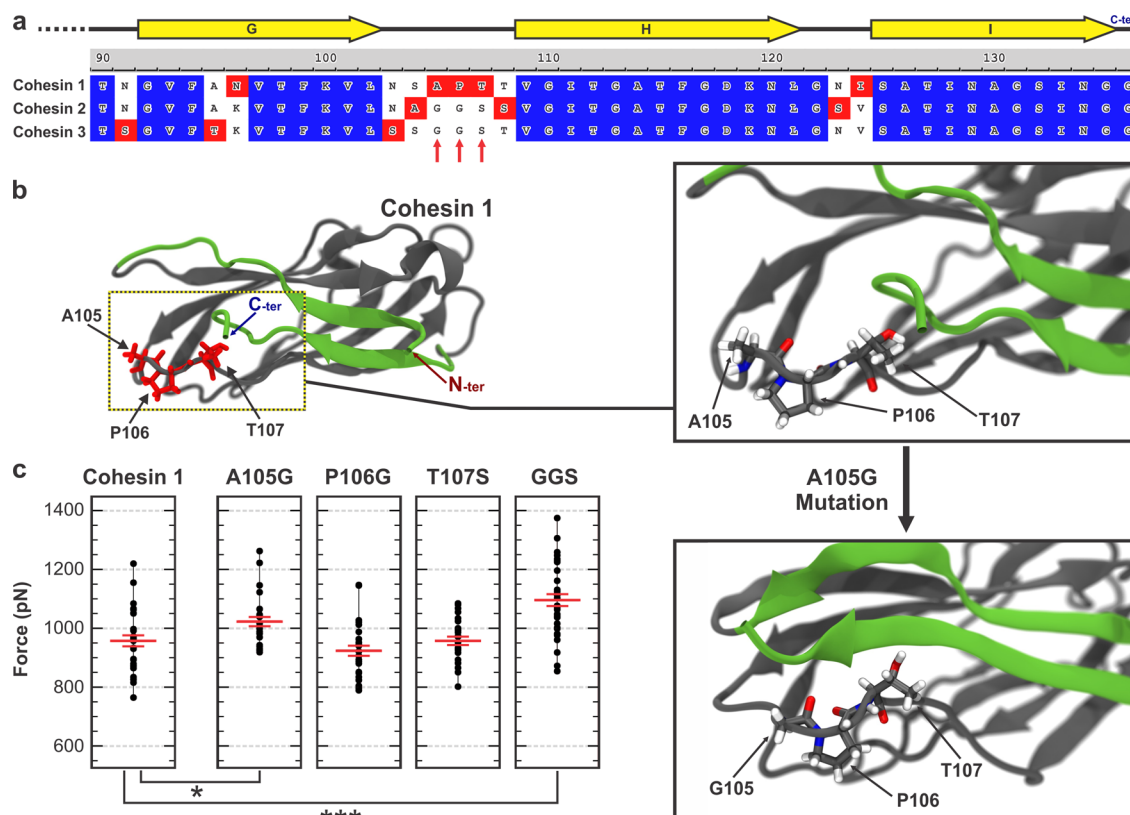 a
G H I C-te
90 100 110 120 130
Cohesin 1 T N G V F A N V T F K V L N S A P T T V G I T G A T F G D K N L G N I S A T I N A G S I N G G
Cohesin 2 T N G V F A K V T F K V L N A G G S S V G I T G A T F G D K N L G S V S A T I N A G S I N G G
Cohesin 3 T S G V F T K V T F K V L S S G G S T V G I T G A T F G D K N L G N V S A T I N A G S I N G G
b
Cohesin 1
A105
C-ter
N-ter
P106
T107
A105
P106
T107
A105G
Mutation
G105
P106
T107
c
Cohesin 1 A105G P106G T107S GGS
Force (pN)
1400
1200
1000
800
600
*
***